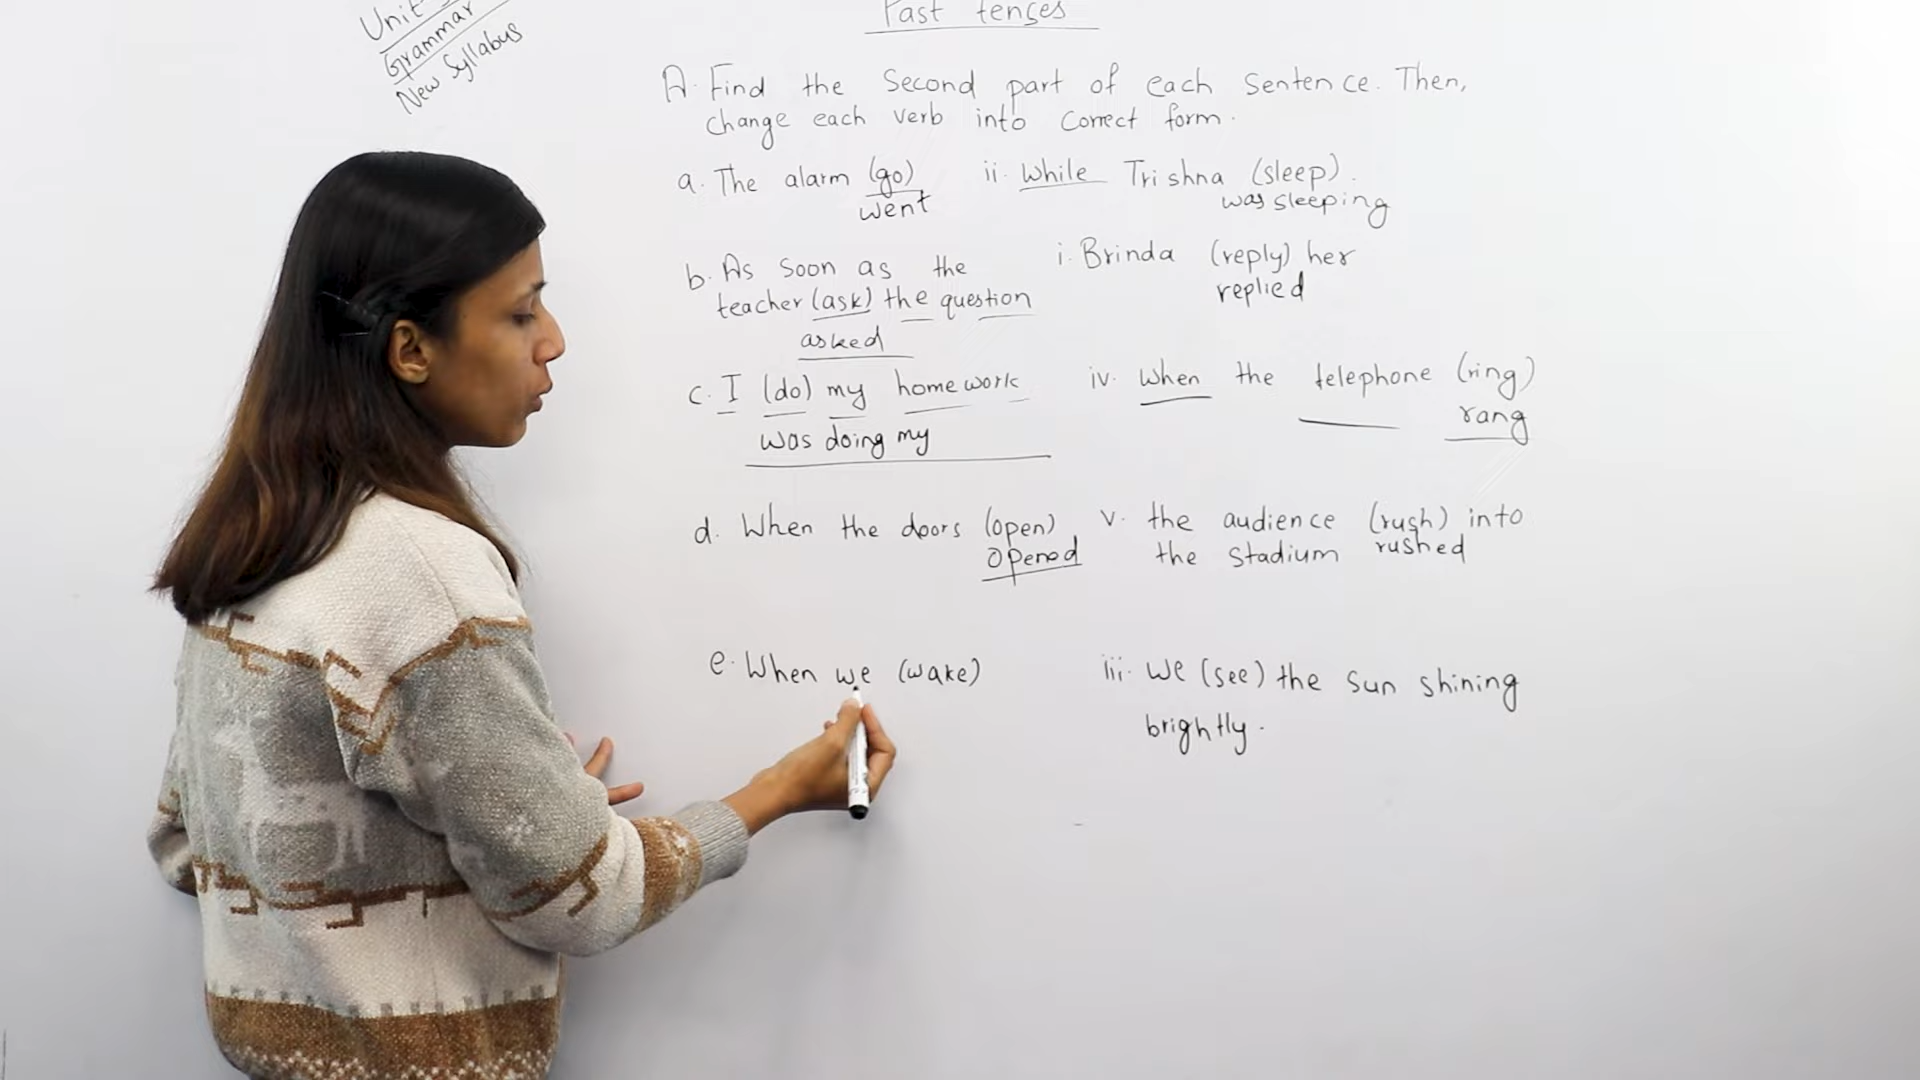 Unit
Grammar
New Syllabus
Past tenses
A. Find the second part of each sentence. Then,
change each verb into correct form.
a. The alarm (go) ii. While Trishna (sleep).
went was sleeping
b. As soon as the i. Brinda (reply) her
teacher (ask) the question replied
asked
c. I (do) my homework iv. When the telephone (ring)
was doing my rang
d. When the doors (open) v. the audience (rush) into
opened the stadium rushed
e. When we (wake) iii. We (see) the sun shining
brightly.